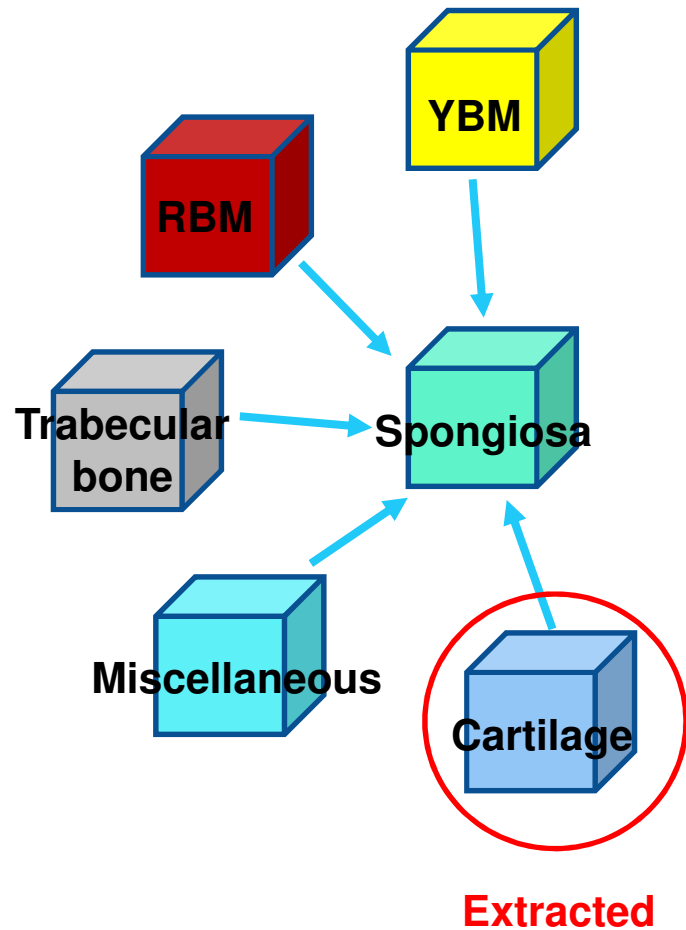 YBM
RBM
Trabecular
bone
Spongiosa
Miscellaneous
Cartilage
Extracted